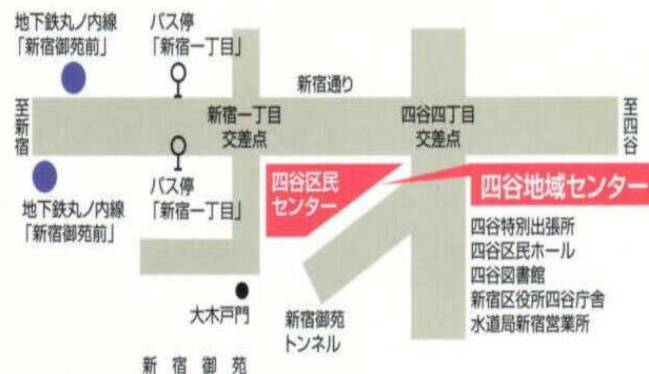 地下鉄丸ノ内線
「新宿御苑前」
バス停
「新宿一丁目」
新宿通り
至新宿
新宿一丁目
交差点
四谷四丁目
交差点
至四谷
地下鉄丸ノ内線
「新宿御苑前」
バス停
「新宿一丁目」
四谷区民
センター
四谷地域センター
四谷特別出張所
四谷区民ホール
四谷図書館
新宿区役所四谷庁舎
水道局新宿営業所
大木戸門
新宿御苑
トンネル
新宿御苑